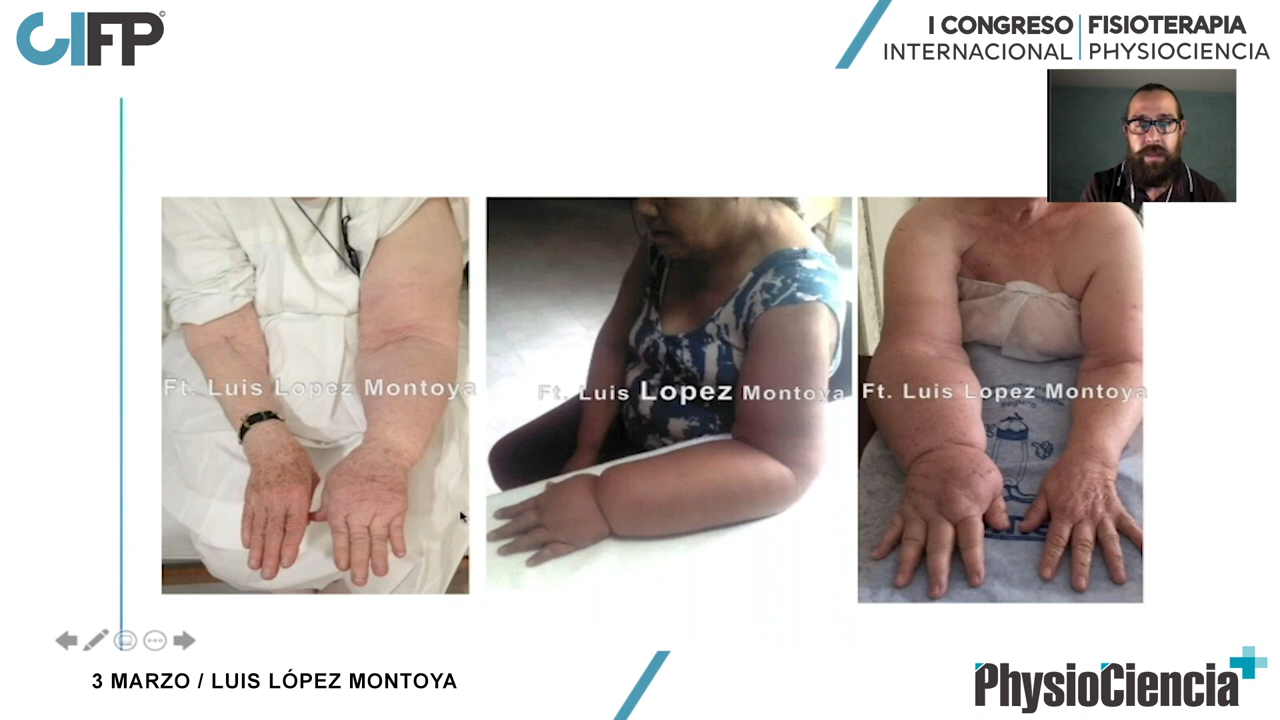 CIFP
I CONGRESO FISIOTERAPIA
INTERNACIONAL PHYSIOCIENCIA
Ft. Luis Lopez Montoya
Ft. Luis Lopez Montoya
Ft. Luis Lopez Montoya
3 MARZO / LUIS LÓPEZ MONTOYA
PhysioCiencia